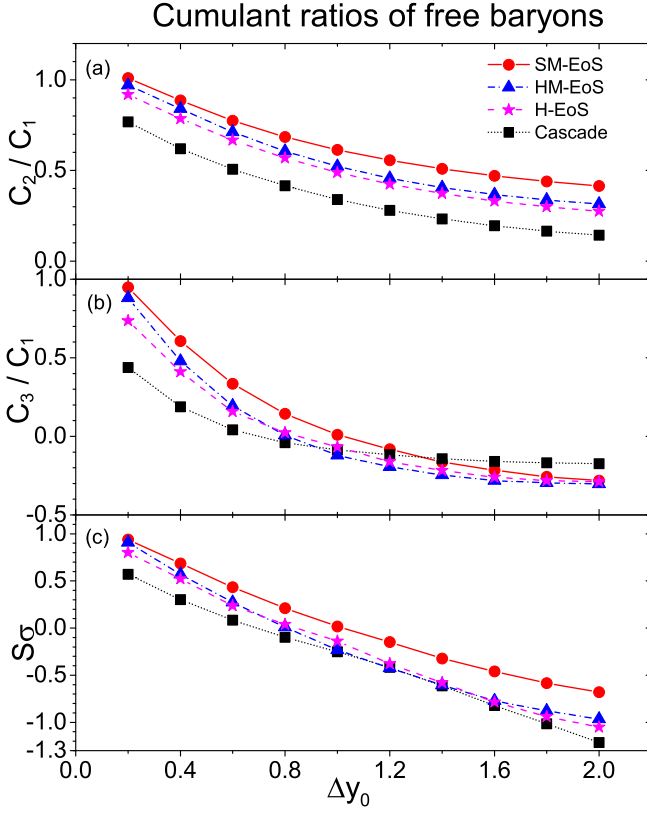 Cumulant ratios of free baryons
(a)
SM-EoS
HM-EoS
H-EoS
Cascade
C2 / C1
1.0
0.5
0.0
(b)
C3 / C1
1.0
0.5
0.0
-0.5
(c)
Sσ
1.0
0.5
0.0
-0.5
-1.0
-1.3
0.0 0.4 0.8 1.2 1.6 2.0
Δy0